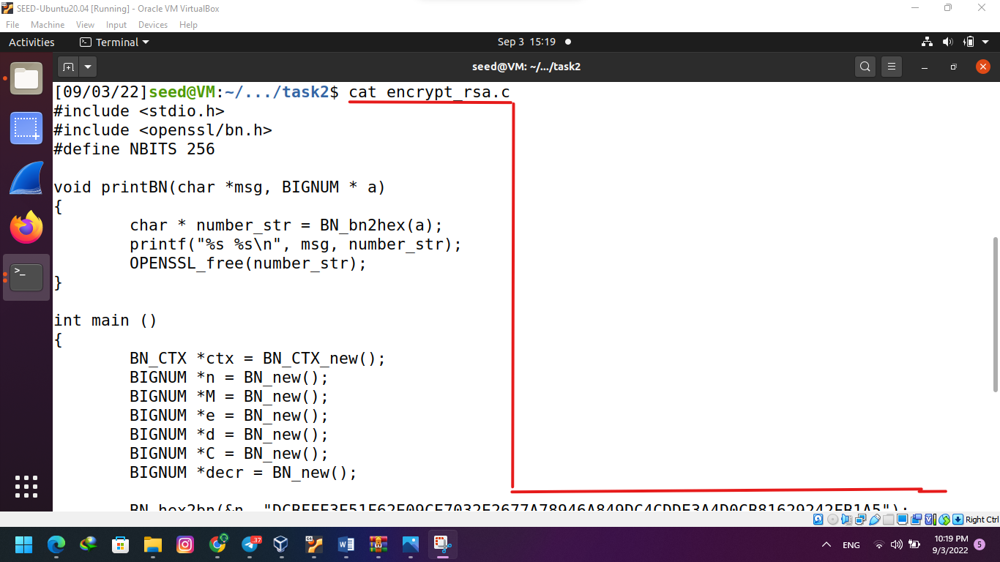 SEED-Ubuntu20.04 [Running] - Oracle VM VirtualBox
File Machine View Input Devices Help
Activities Terminal Sep 3 15:19
seed@VM: ~/.../task2
[09/03/22]seed@VM:~/.../task2$ cat encrypt_rsa.c
#include <stdio.h>
#include <openssl/bn.h>
#define NBITS 256
void printBN(char *msg, BIGNUM * a)
{
char * number_str = BN_bn2hex(a);
printf("%s %s\n", msg, number_str);
OPENSSL_free(number_str);
}
int main ()
{
BN_CTX *ctx = BN_CTX_new();
BIGNUM *n = BN_new();
BIGNUM *M = BN_new();
BIGNUM *e = BN_new();
BIGNUM *d = BN_new();
BIGNUM *C = BN_new();
BIGNUM *decr = BN_new();
BN_hex2bn(&n,
Right Ctrl
37
ENG
10:19 PM
9/3/2022
5